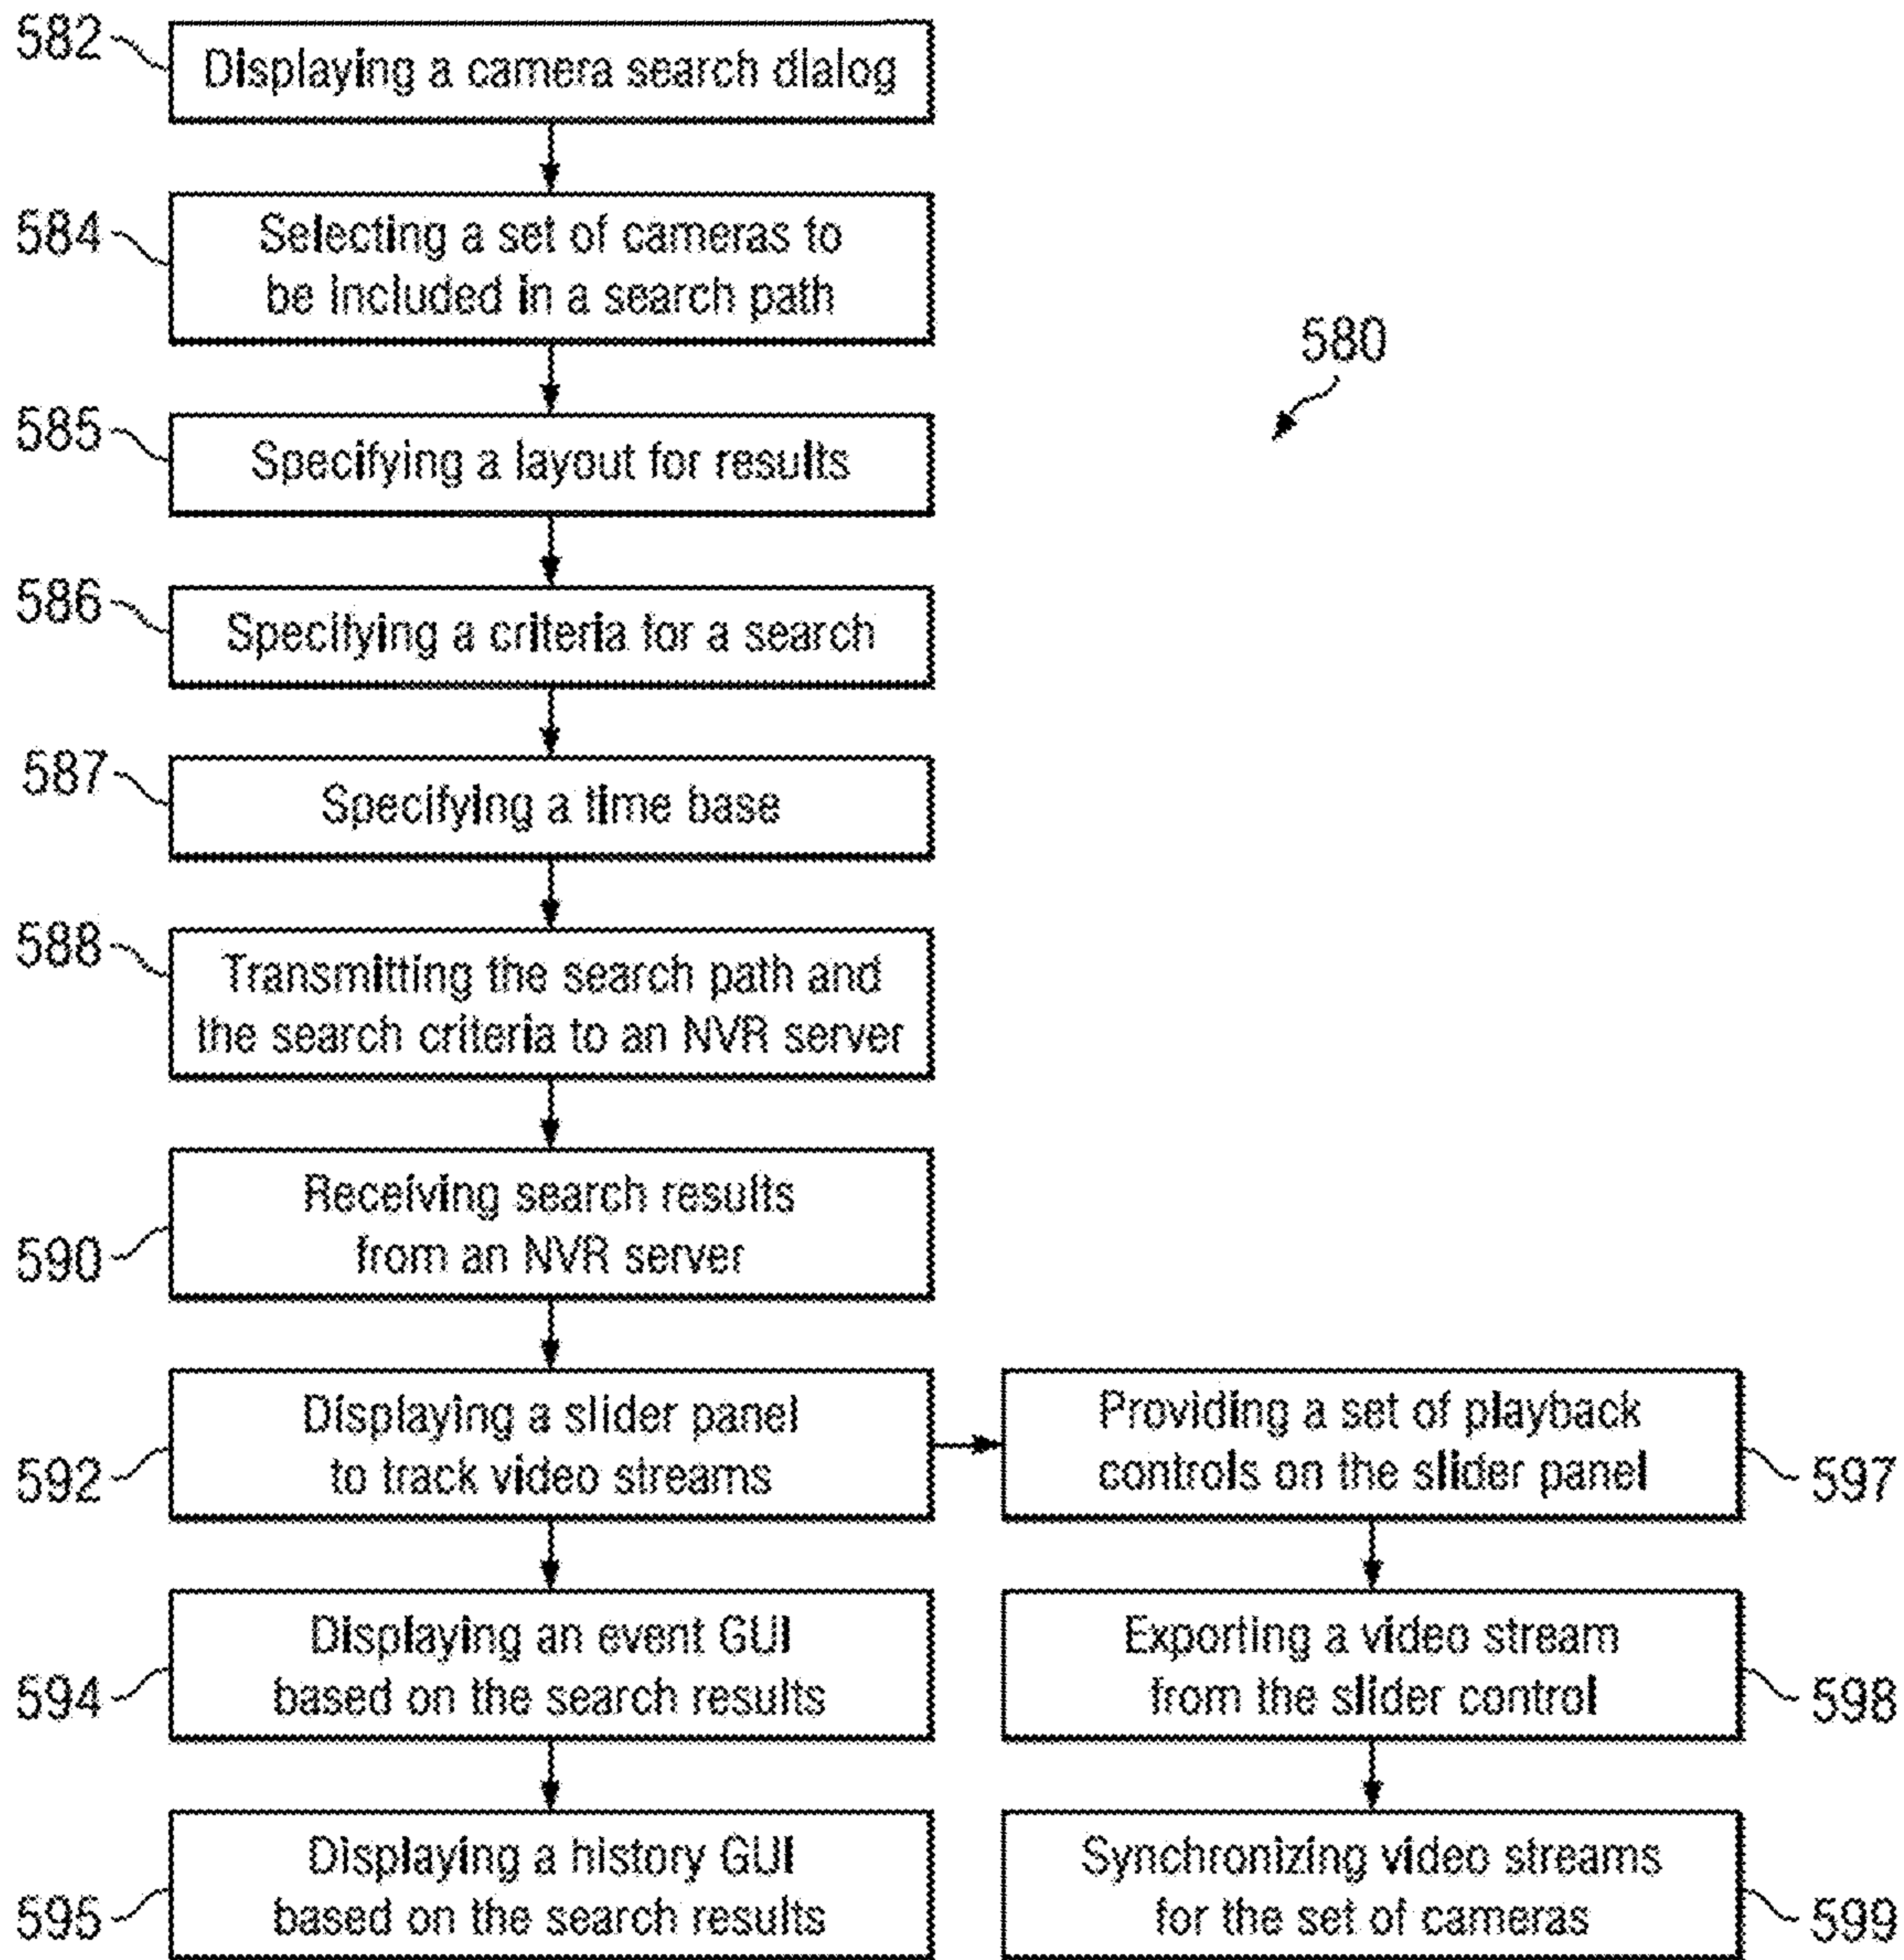 582
Displaying a camera search dialog
584
Selecting a set of cameras to
be included in a search path
580
585
Specifying a layout for results
586
Specifying a criteria for a search
587
Specifying a time base
588
Transmitting the search path and
the search criteria to an NVR server
590
Receiving search results
from an NVR server
592
Displaying a slider panel
to track video streams
Providing a set of playback
controls on the slider panel
597
594
Displaying an event GUI
based on the search results
Exporting a video stream
from the slider control
598
595
Displaying a history GUI
based on the search results
Synchronizing video streams
for the set of cameras
599